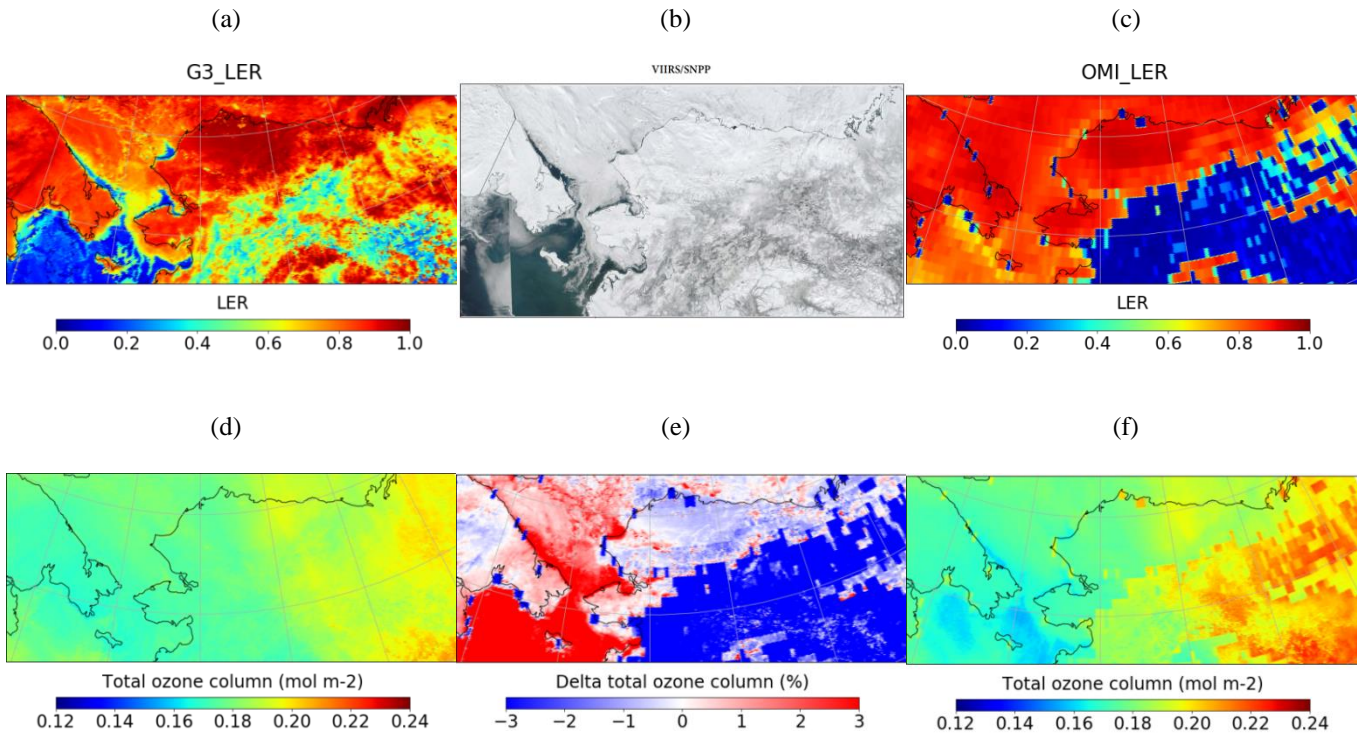 (a)
(b)
(c)
G3_LER
VIIRS/SNPP
OMI_LER
LER
0.0 0.2 0.4 0.6 0.8 1.0
LER
0.0 0.2 0.4 0.6 0.8 1.0
(d)
(e)
(f)
Total ozone column (mol m-2)
0.12 0.14 0.16 0.18 0.20 0.22 0.24
Delta total ozone column (%)
−3 −2 −1 0 1 2 3
Total ozone column (mol m-2)
0.12 0.14 0.16 0.18 0.20 0.22 0.24